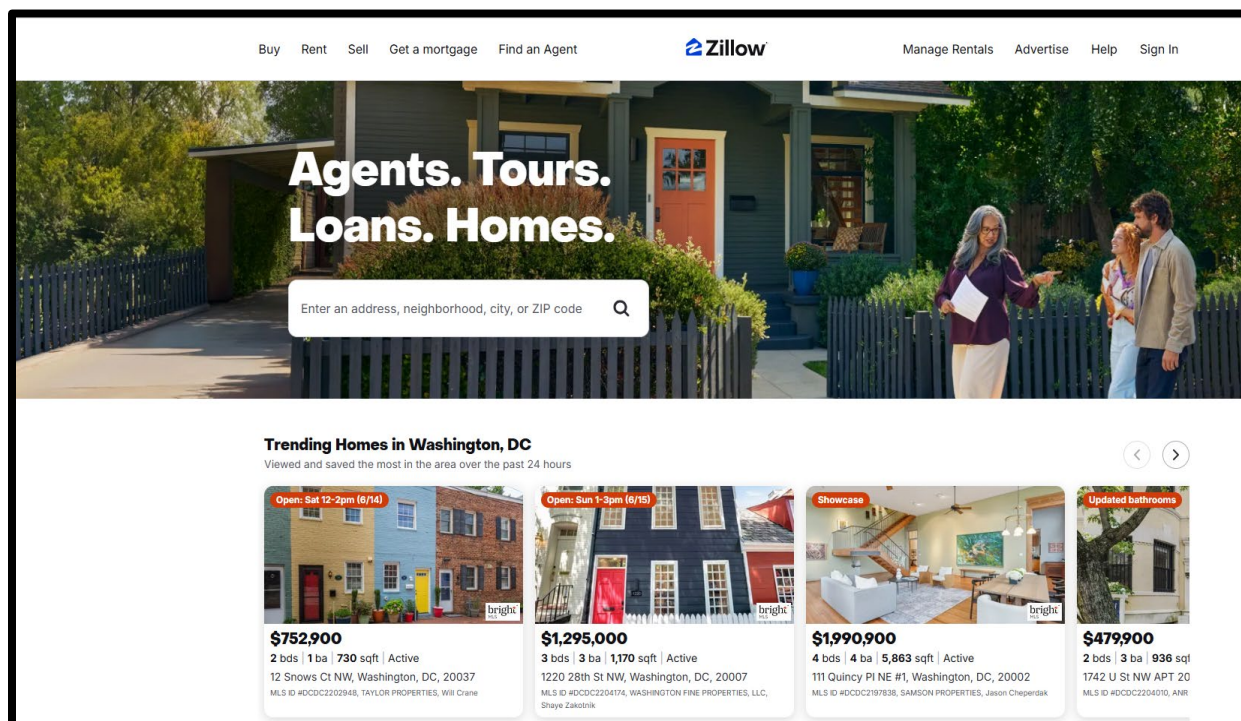 Buy Rent Sell Get a mortgage Find an Agent Zillow Manage Rentals Advertise Help Sign In
Agents. Tours.
Loans. Homes.
Enter an address, neighborhood, city, or ZIP code
Trending Homes in Washington, DC
Viewed and saved the most in the area over the past 24 hours
Open: Sat 12-2pm (6/14)
bright
MLS
$752,900
2 bds | 1 ba | 730 sqft | Active
12 Snows Ct NW, Washington, DC, 20037
MLS ID #DCDC2202948, TAYLOR PROPERTIES, Will Crane
Open: Sun 1-3pm (6/15)
bright
MLS
$1,295,000
3 bds | 3 ba | 1,170 sqft | Active
1220 28th St NW, Washington, DC, 20007
MLS ID #DCDC2204174, WASHINGTON FINE PROPERTIES, LLC,
Shaye Zakotnik
Showcase
bright
MLS
$1,990,900
4 bds | 4 ba | 5,863 sqft | Active
111 Quincy Pl NE #1, Washington, DC, 20002
MLS ID #DCDC2197838, SAMSON PROPERTIES, Jason Cheperdak
Updated bathrooms
$479,900
2 bds | 3 ba | 936 sqf
1742 U St NW APT 20
MLS ID #DCDC2204010, ANR